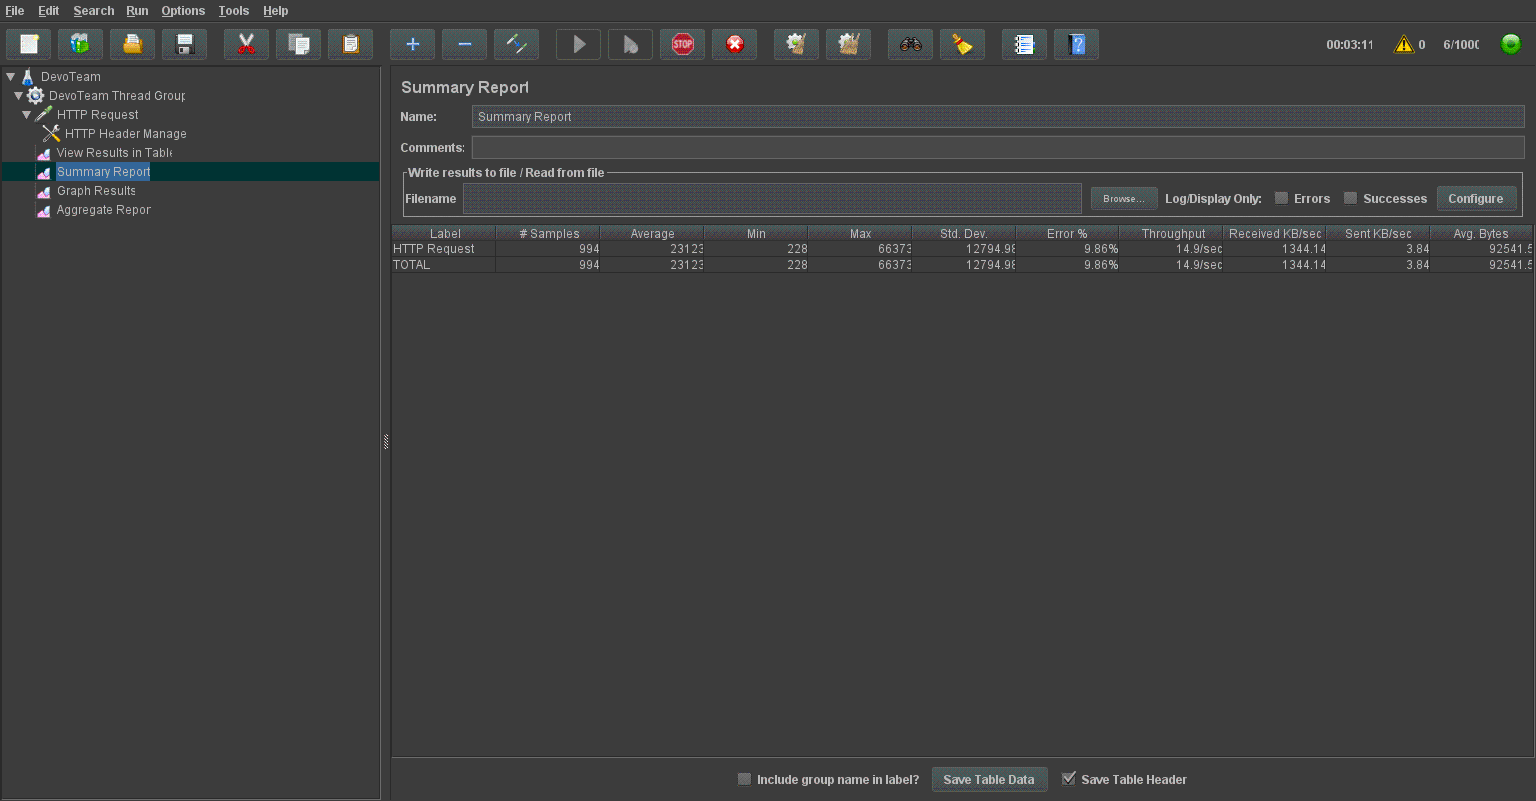 File Edit Search Run Options Tools Help
STOP
00:03:11 0 6/1000
DevoTeam
DevoTeam Thread Group
HTTP Request
HTTP Header Manage
View Results in Table
Summary Report
Graph Results
Aggregate Repor
Summary Report
Name: Summary Report
Comments:
Write results to file / Read from file
Filename Browse... Log/Display Only: Errors Successes Configure
Label # Samples Average Min Max Std. Dev. Error % Throughput Received KB/sec Sent KB/sec Avg. Bytes
HTTP Request 994 23123 228 66373 12794.98 9.86% 14.9/sec 1344.14 3.84 92541.5
TOTAL 994 23123 228 66373 12794.98 9.86% 14.9/sec 1344.14 3.84 92541.5
Include group name in label? Save Table Data Save Table Header